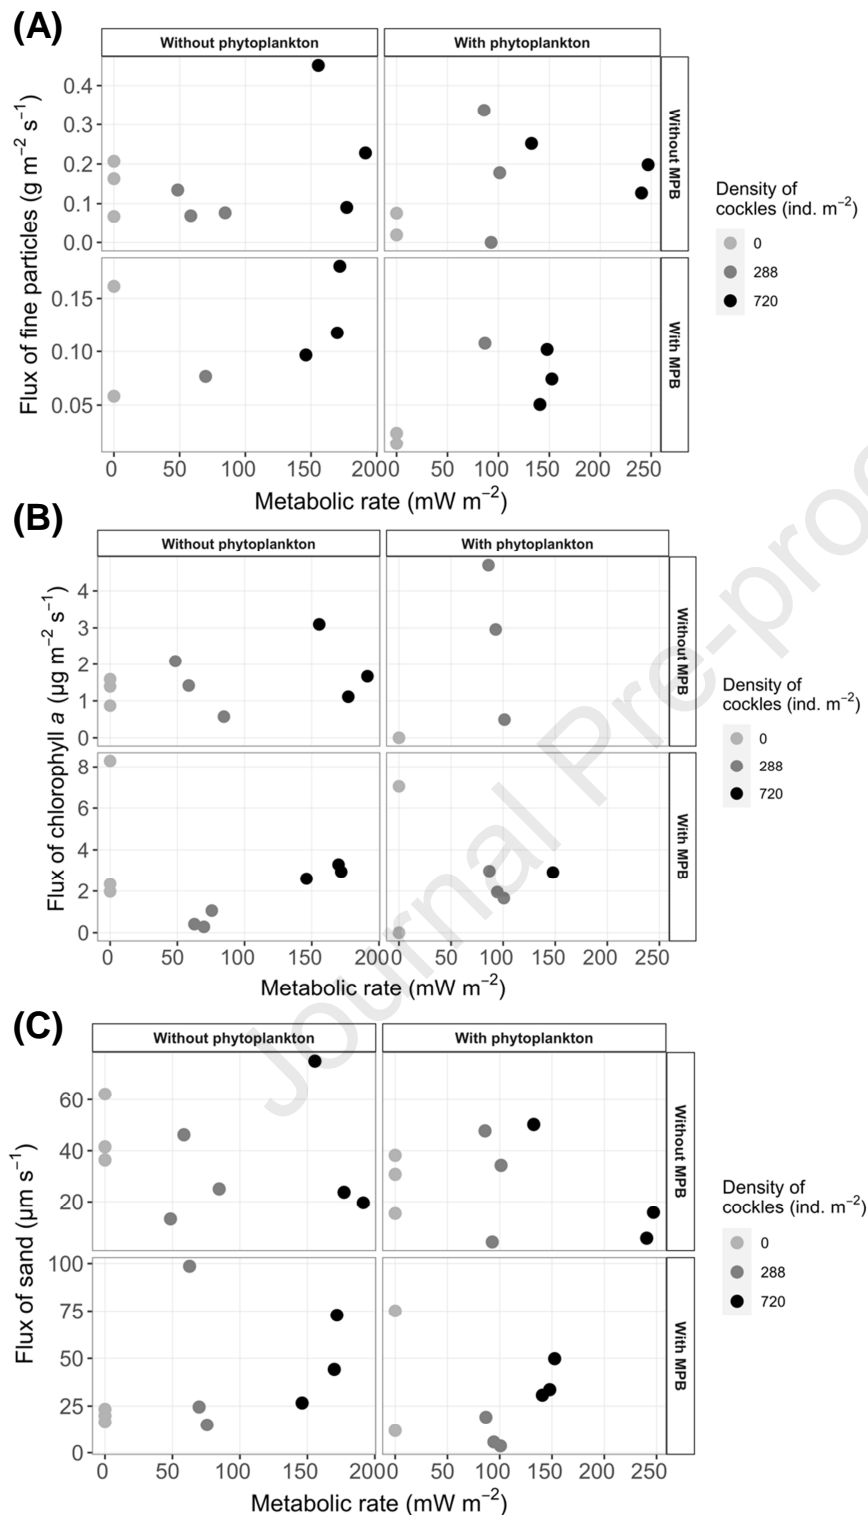 (A)
Without phytoplankton
With phytoplankton
Flux of fine particles (g m⁻² s⁻¹)
0.4
0.3
0.2
0.1
0.0
Without MPB
0.15
0.10
0.05
With MPB
0 50 100 150 200
0 50 100 150 200 250
Metabolic rate (mW m⁻²)
Density of
cockles (ind. m⁻²)
0
288
720
(B)
Without phytoplankton
With phytoplankton
Flux of chlorophyll a (µg m⁻² s⁻¹)
4
3
2
1
0
Without MPB
8
6
4
2
0
With MPB
0 50 100 150 200
0 50 100 150 200 250
Metabolic rate (mW m⁻²)
Density of
cockles (ind. m⁻²)
0
288
720
(C)
Without phytoplankton
With phytoplankton
Flux of sand (µm s⁻¹)
60
40
20
Without MPB
100
75
50
25
0
With MPB
0 50 100 150 200
0 50 100 150 200 250
Metabolic rate (mW m⁻²)
Density of
cockles (ind. m⁻²)
0
288
720
Journal Pre-proo